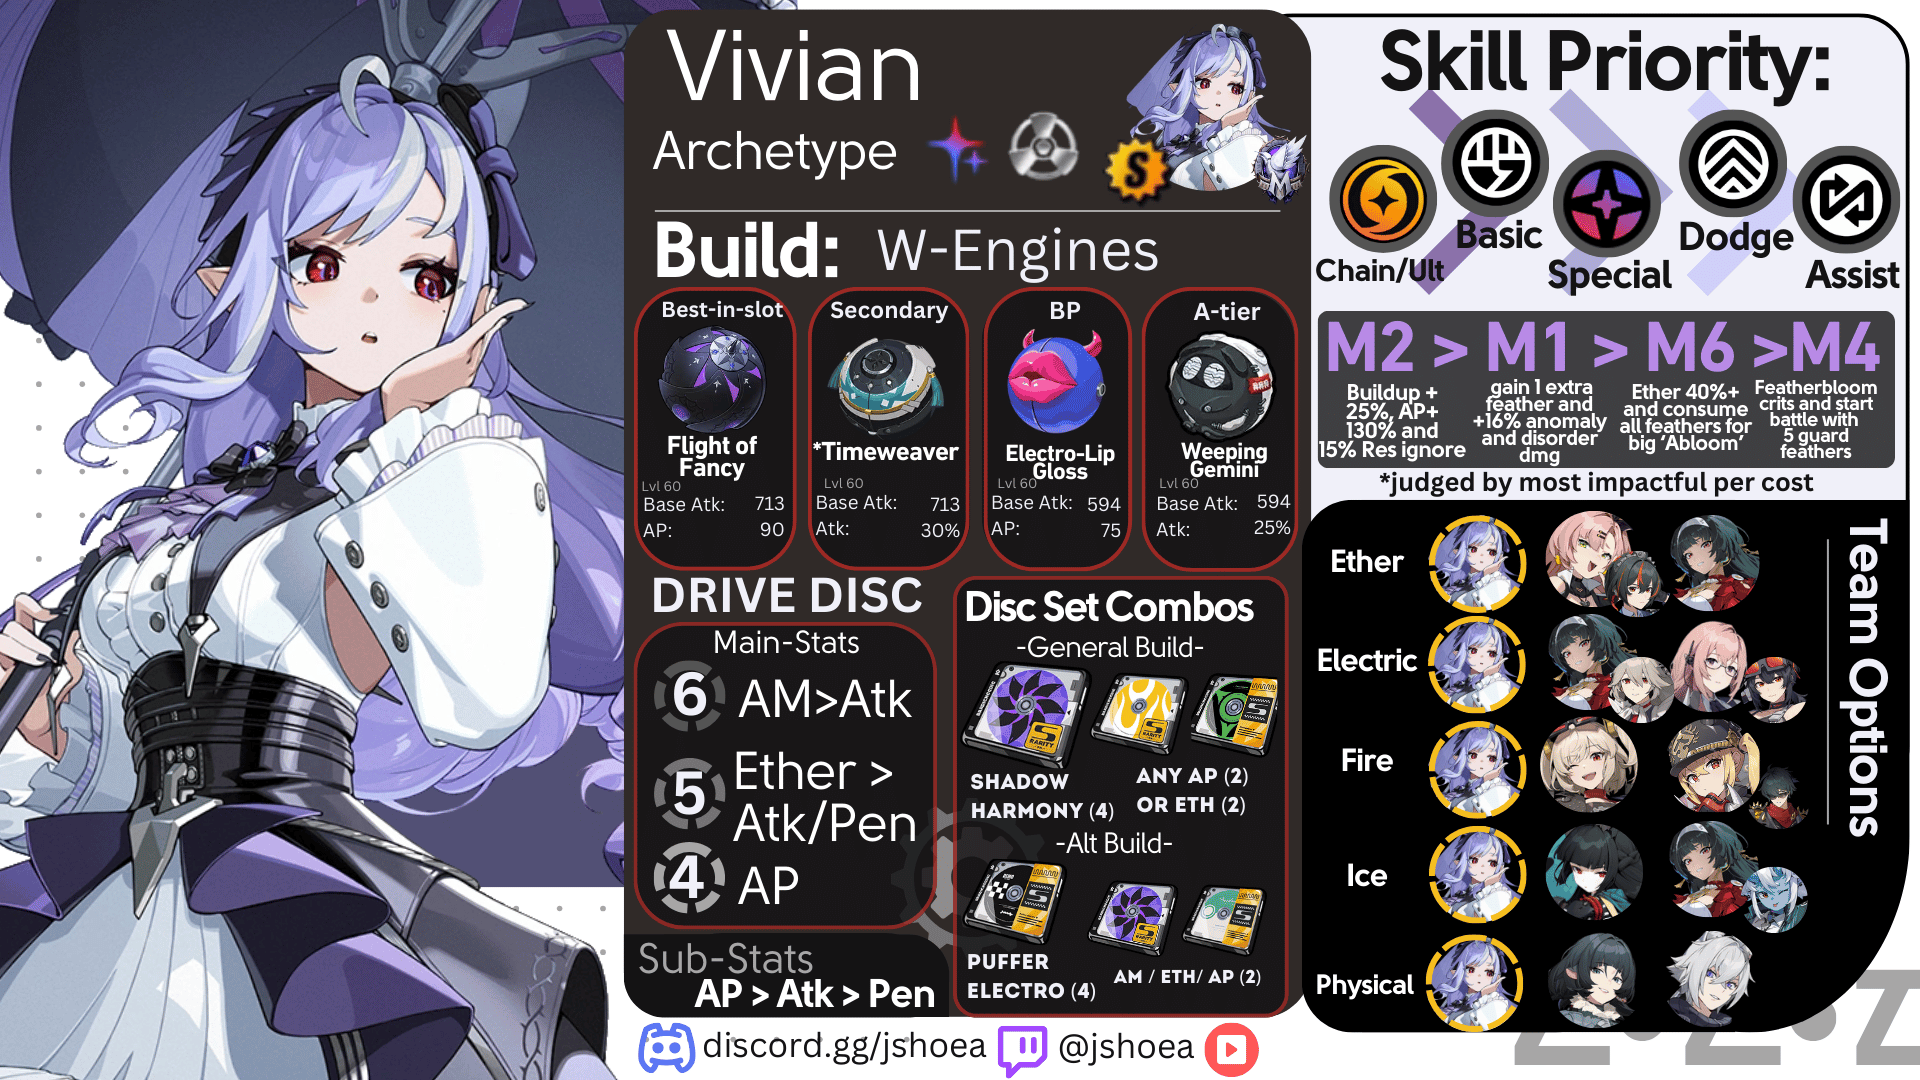 Vivian
Archetype
S
M
Build: W-Engines
Best-in-slot
Flight of
Fancy
Lvl 60
Base Atk: 713
AP: 90
Secondary
*Timeweaver
Lvl 60
Base Atk: 713
Atk: 30%
BP
Electro-Lip
Gloss
Lvl 60
Base Atk: 594
AP: 75
A-tier
Weeping
Gemini
Lvl 60
Base Atk: 594
Atk: 25%
DRIVE DISC
Main-Stats
6 AM>Atk
5 Ether >
Atk/Pen
4 AP
Sub-Stats
AP > Atk > Pen
Disc Set Combos
-General Build-
SHADOW
HARMONY (4)
ANY AP (2)
OR ETH (2)
-Alt Build-
PUFFER
ELECTRO (4)
AM / ETH/ AP (2)
discord.gg/jshoea @jshoea
Skill Priority:
Chain/Ult
Basic
Special
Dodge
Assist
M2 > M1 > M6 >M4
Buildup +
25%, AP+
130% and
15% Res ignore
gain 1 extra
feather and
+16% anomaly
and disorder
dmg
Ether 40%+
and consume
all feathers for
big ‘Abloom’
Featherbloom
crits and start
battle with
5 guard
feathers
*judged by most impactful per cost
Team Options
Ether
Electric
Fire
Ice
Physical
Z•Z•Z